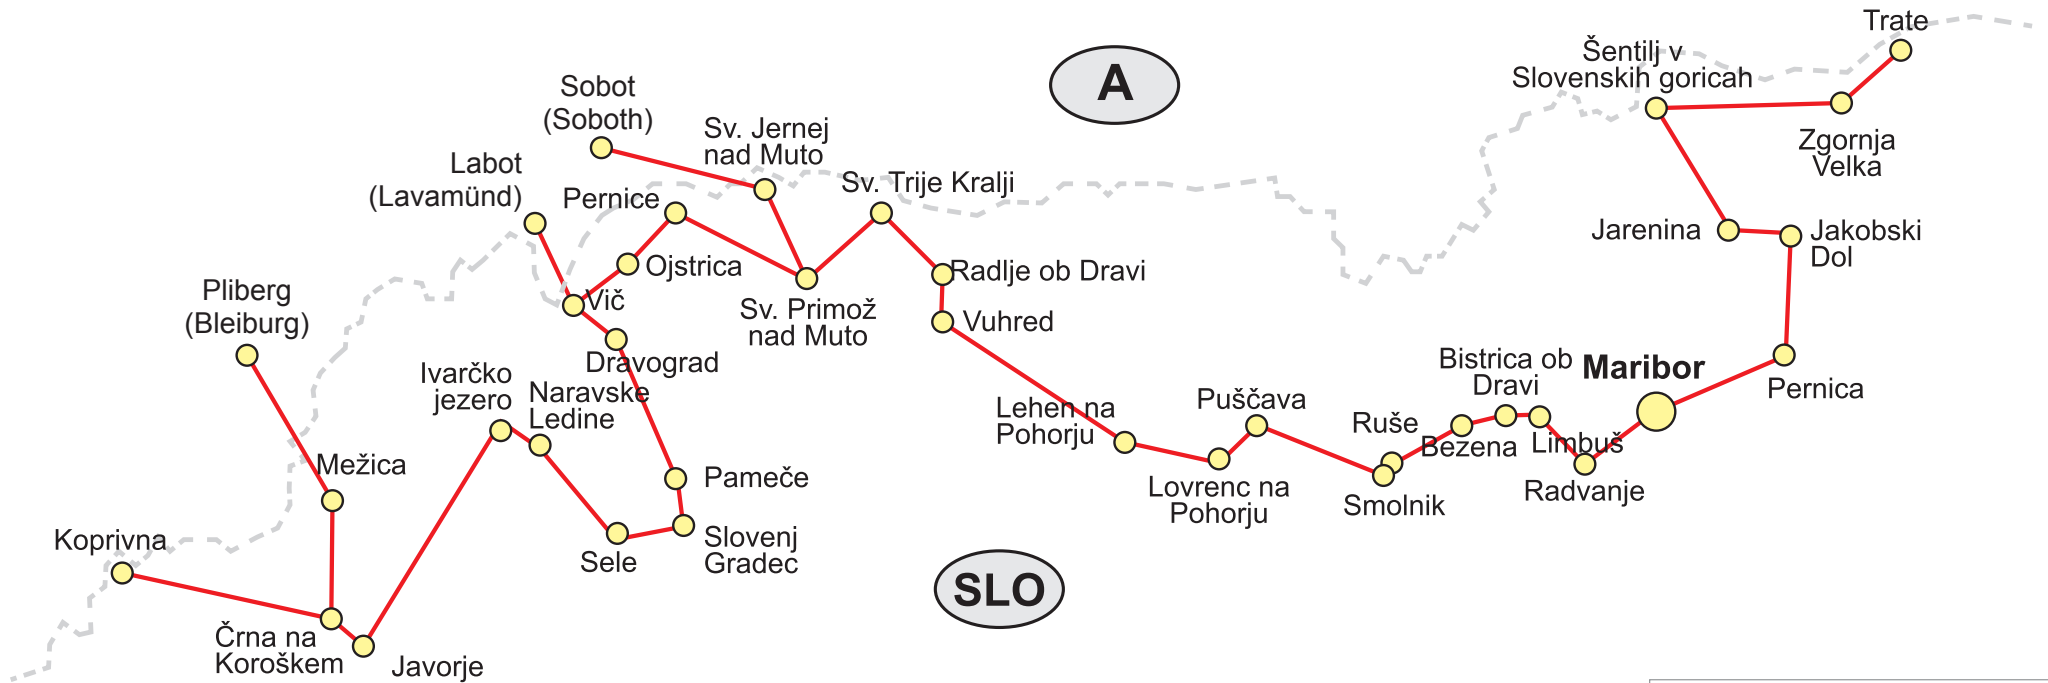 Trate
Šentilj v
Slovenskih goricah
A
Sobot
(Soboth)
Sv. Jernej
nad Muto
Zgornja
Velka
Labot
(Lavamünd)
Pernice
Sv. Trije Kralji
Jarenina
Jakobski
Dol
Ojstrica
Radlje ob Dravi
Pliberg
(Bleiburg)
Vič
Sv. Primož
nad Muto
Vuhred
Dravograd
Ivarčko
jezero
Naravske
Ledine
Bistrica ob
Dravi
Maribor
Pernica
Lehen na
Pohorju
Puščava
Ruše
Bezena
Limbuš
Mežica
Pameče
Lovrenc na
Pohorju
Smolnik
Radvanje
Koprivna
Sele
Slovenj
Gradec
SLO
Črna na
Koroškem
Javorje